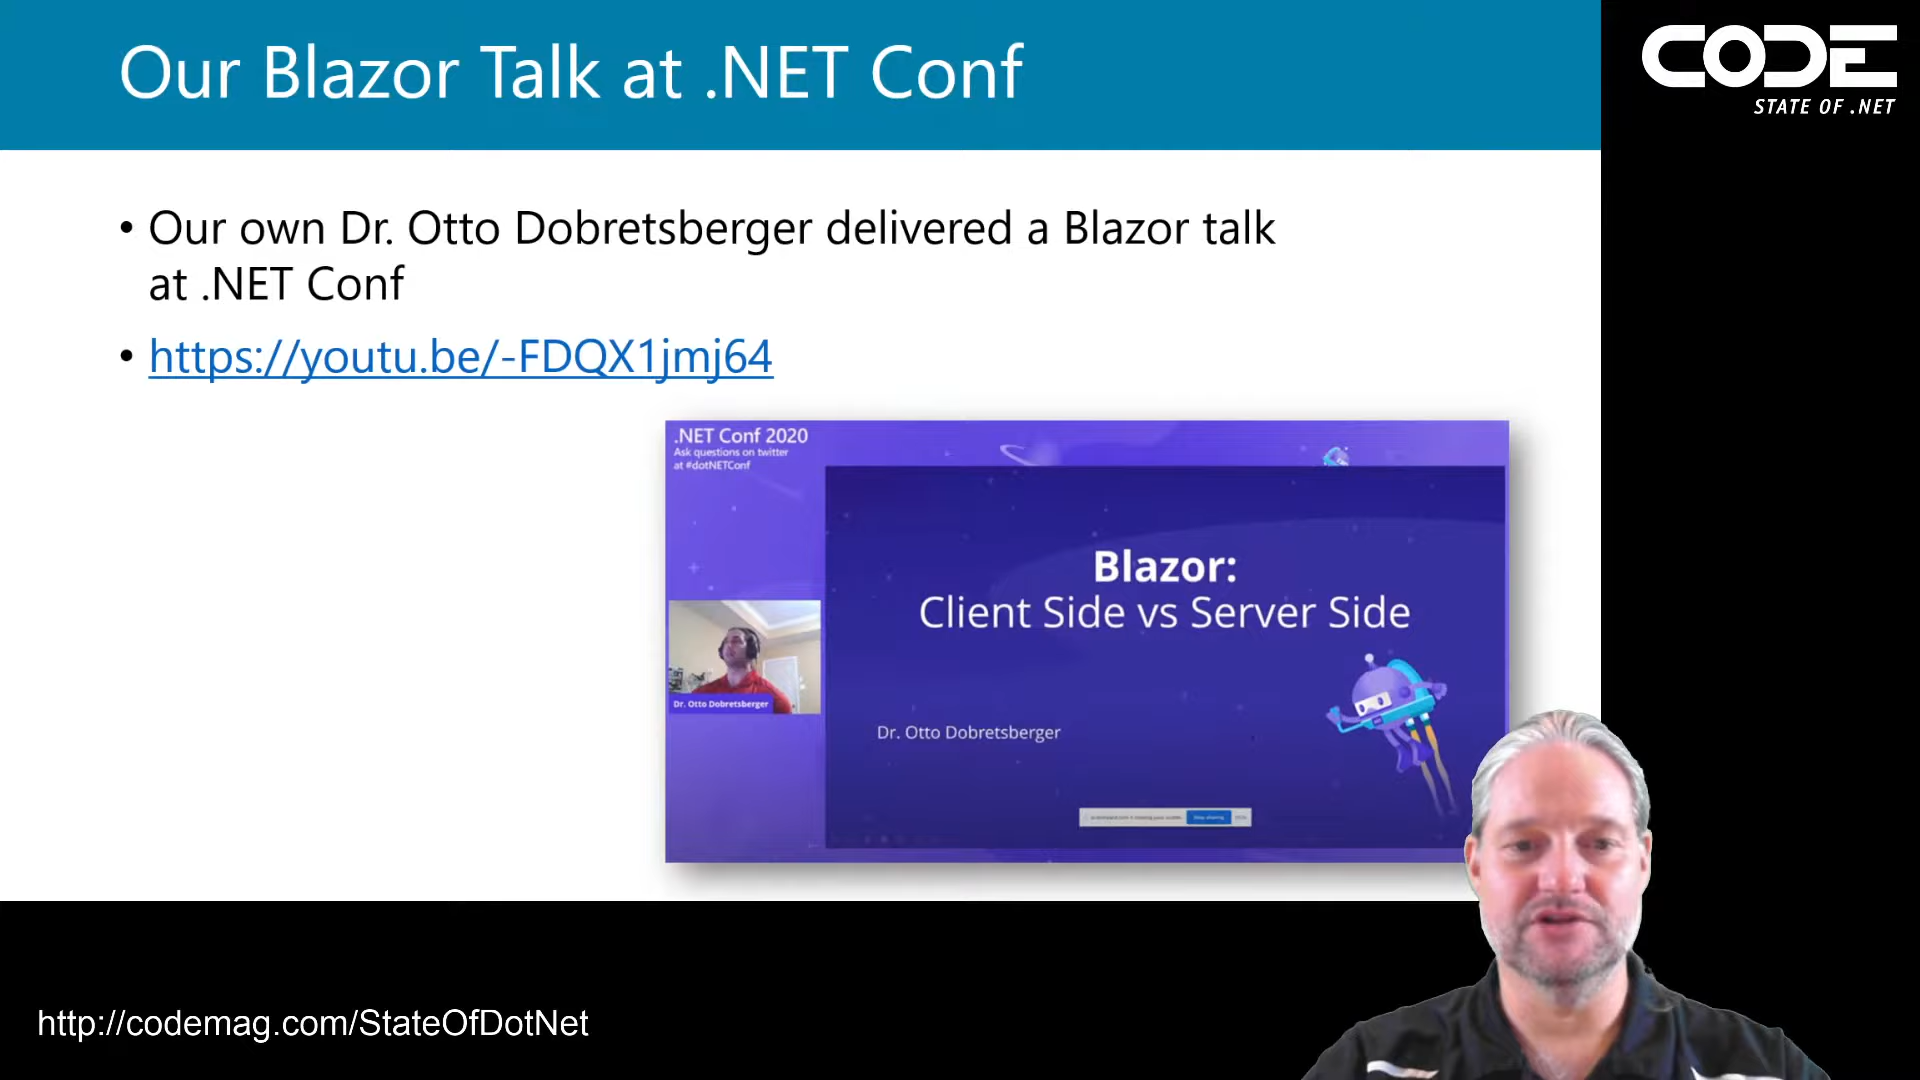 Our Blazor Talk at .NET Conf
CODE
STATE OF .NET
• Our own Dr. Otto Dobretsberger delivered a Blazor talk
at .NET Conf
• https://youtu.be/-FDQX1jmj64
.NET Conf 2020
Ask questions on twitter
at #dotNETConf
Blazor:
Client Side vs Server Side
Dr. Otto Dobretsberger
Dr. Otto Dobretsberger
Stop sharing
http://codemag.com/StateOfDotNet